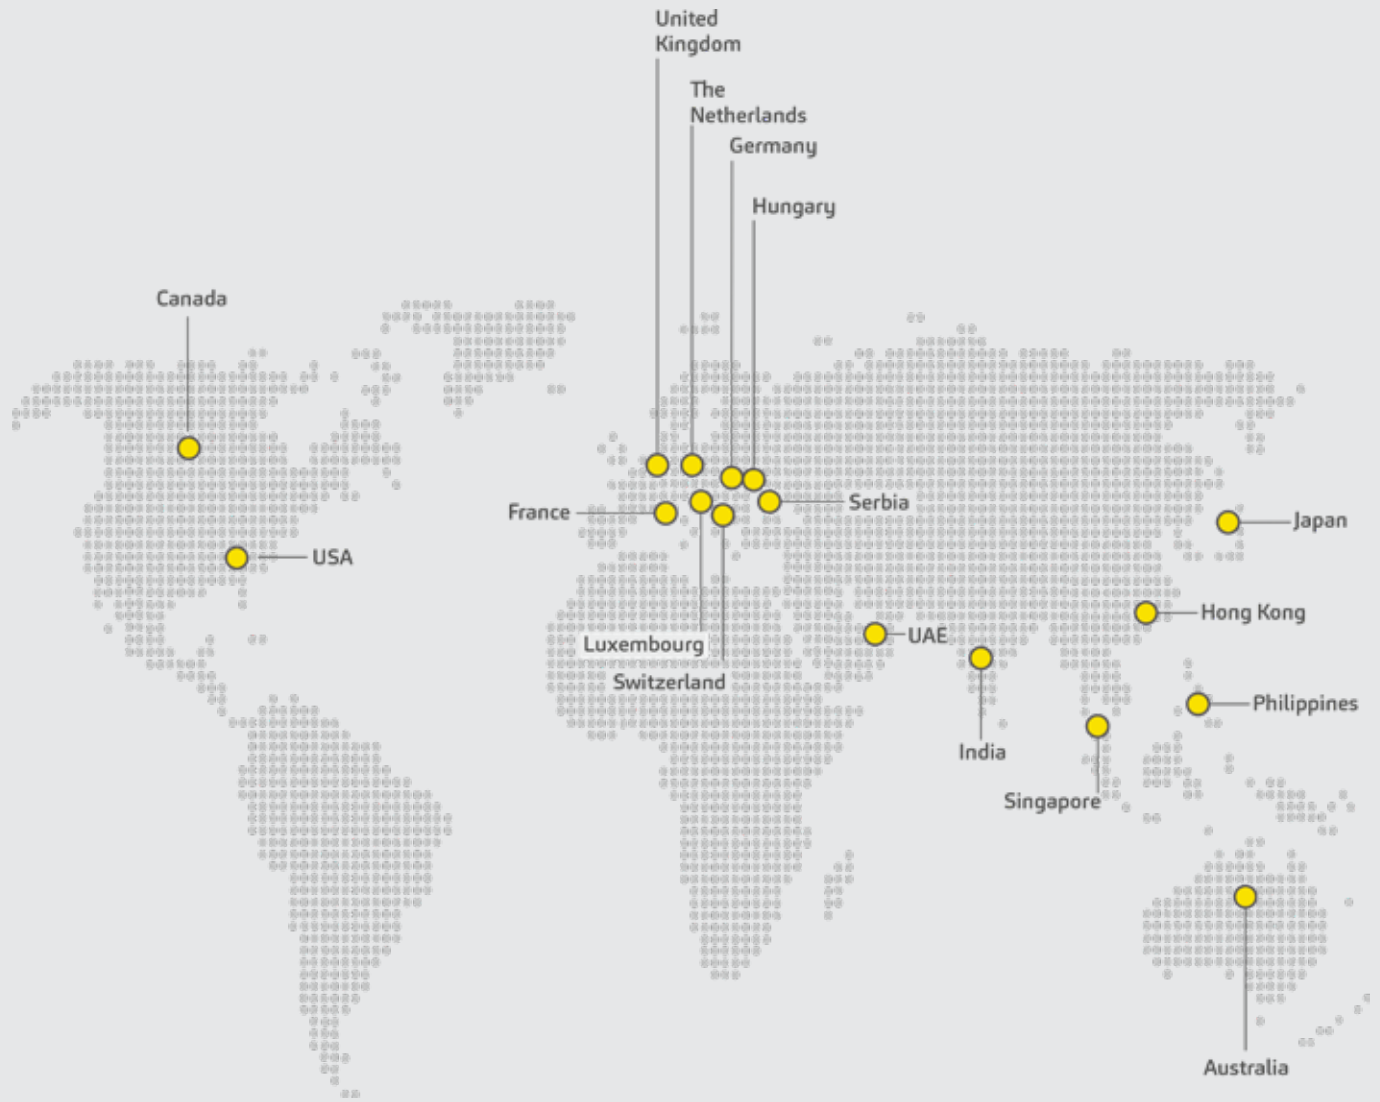 United
Kingdom
The
Netherlands
Germany
Hungary
Canada
France
Serbia
Japan
USA
Hong Kong
UAE
Luxembourg
Switzerland
Philippines
India
Singapore
Australia